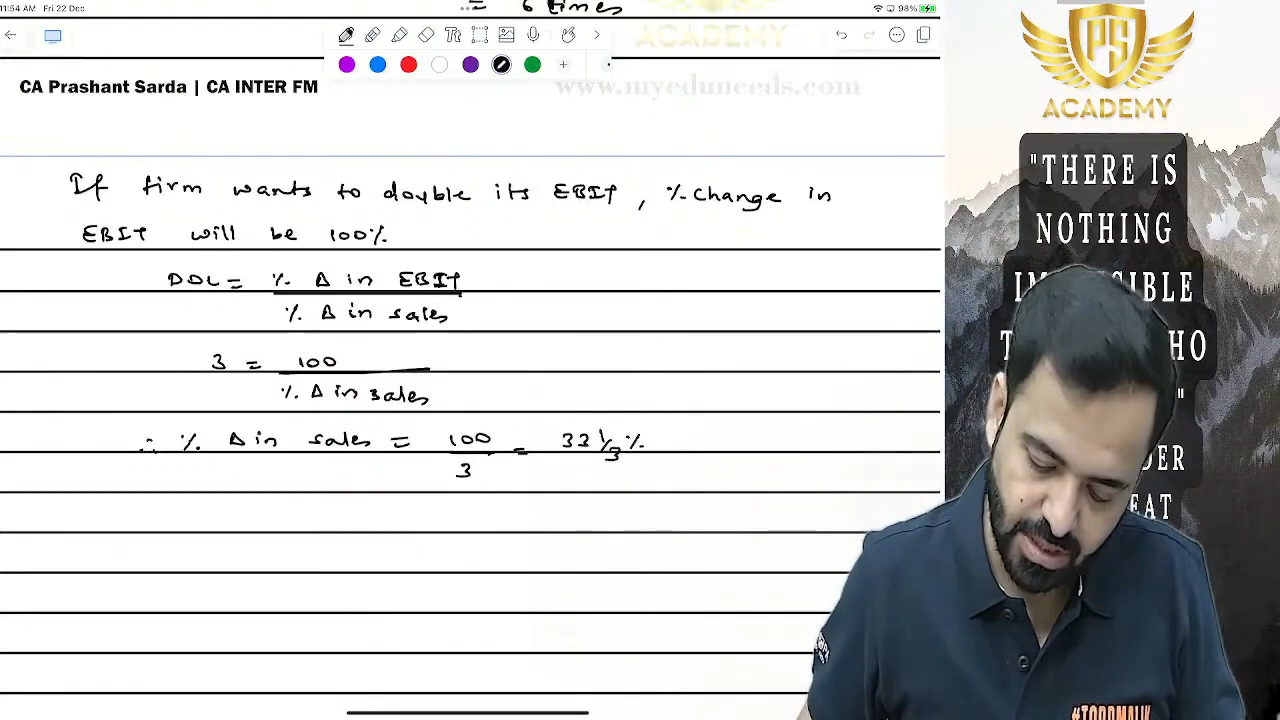 = 6 times
11:54 AM Fri 22 Dec
98%
CA Prashant Sarda | CA INTER FM
www.myeduneeds.com
ACADEMY
If firm wants to double its EBIT, % change in
EBIT will be 100%
DOL = % Δ in EBIT
% Δ in sales
3 = 100
% Δ in sales
∴ % Δ in sales = 100 = 33 1/3 %
3
PS
ACADEMY
"THERE IS
NOTHING